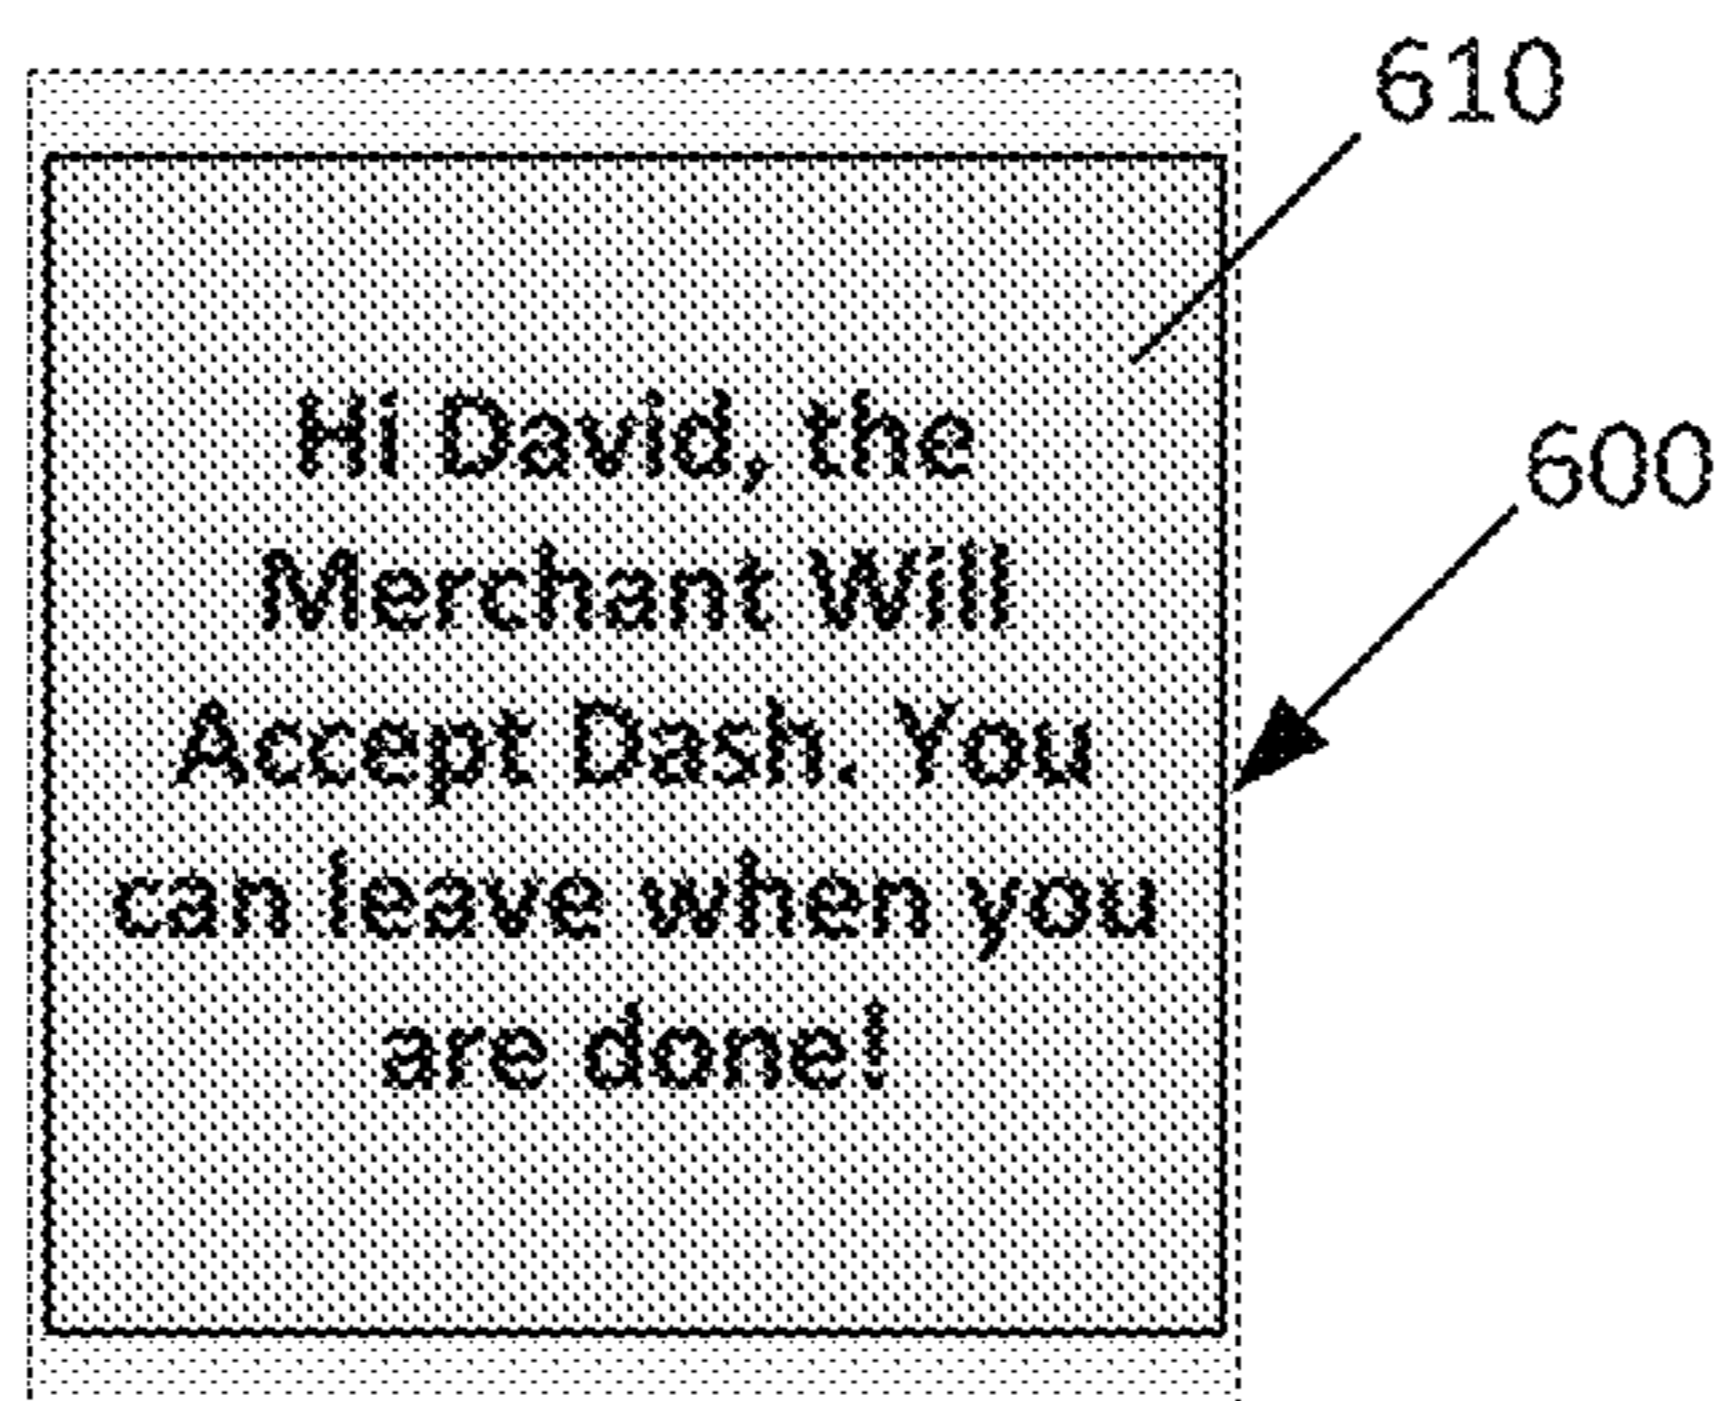 610
Hi David, the
600
Merchant Will
Accept Dash. You
can leave when you
are done!